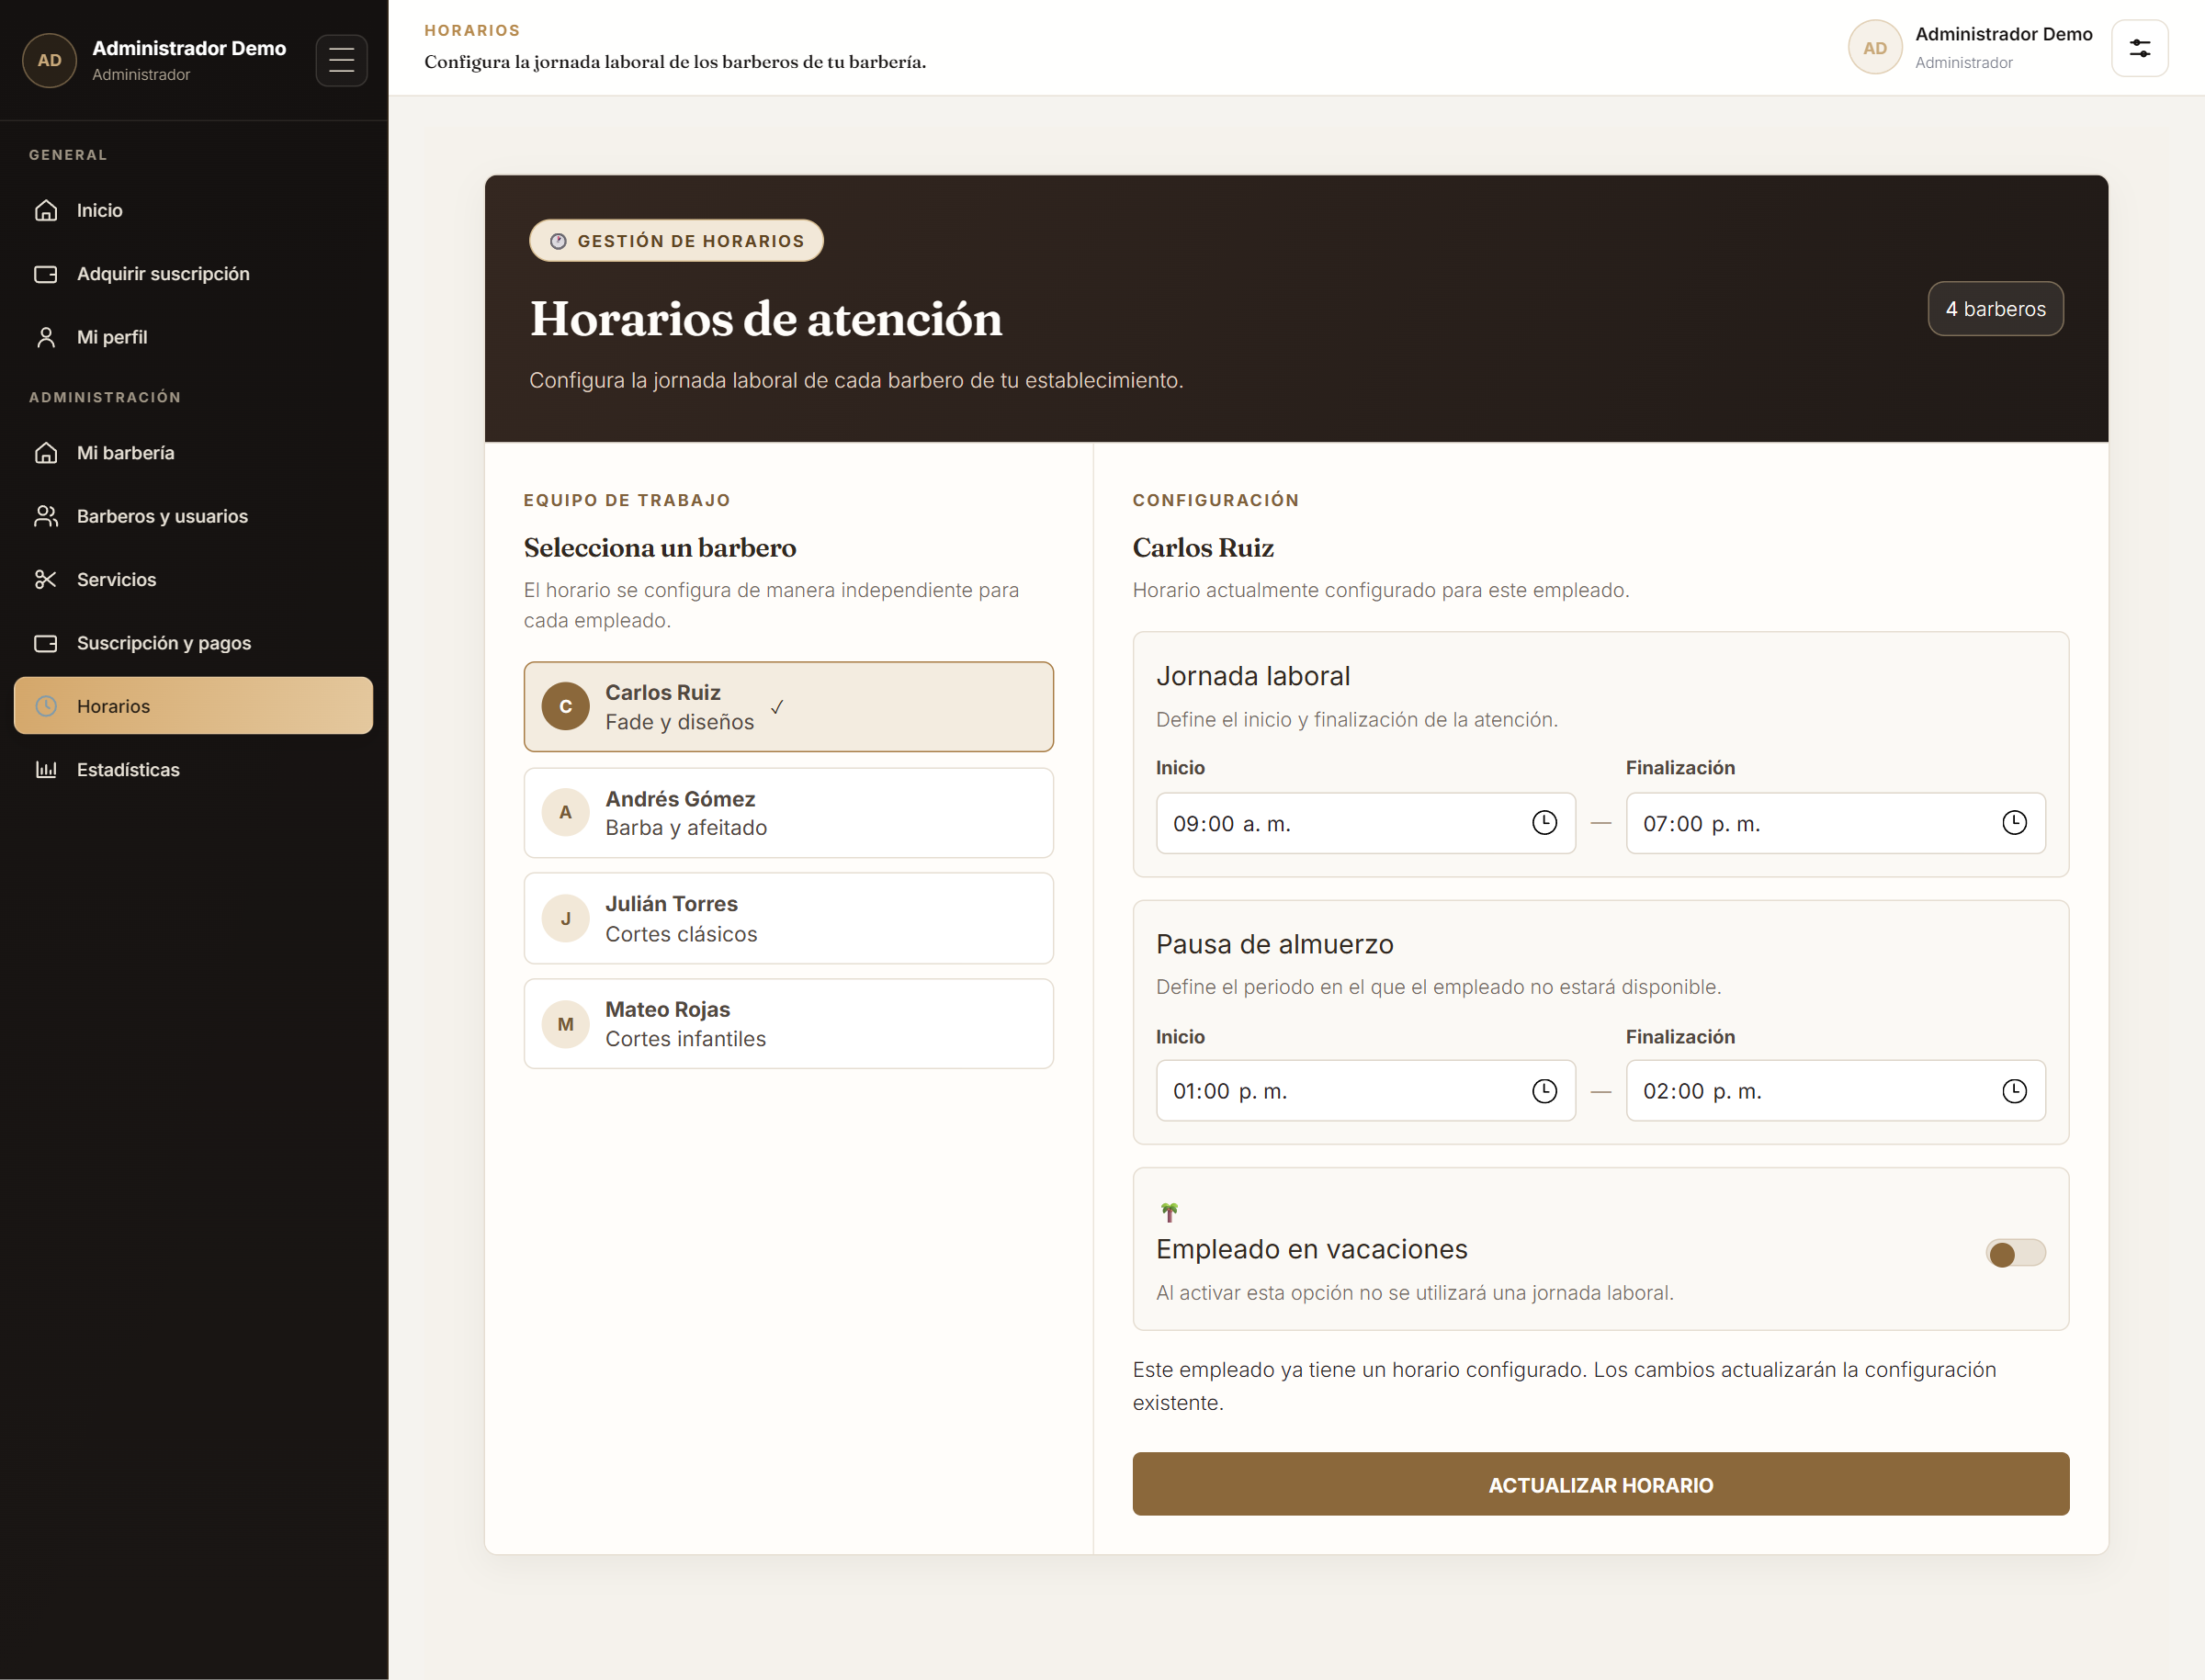 AD
Administrador Demo
Administrador
GENERAL
Inicio
Adquirir suscripción
Mi perfil
ADMINISTRACIÓN
Mi barbería
Barberos y usuarios
Servicios
Suscripción y pagos
Horarios
Estadísticas
HORARIOS
Configura la jornada laboral de los barberos de tu barbería.
AD
Administrador Demo
Administrador
GESTIÓN DE HORARIOS
Horarios de atención
Configura la jornada laboral de cada barbero de tu establecimiento.
4 barberos
EQUIPO DE TRABAJO
Selecciona un barbero
El horario se configura de manera independiente para
cada empleado.
C
Carlos Ruiz
Fade y diseños ✓
A
Andrés Gómez
Barba y afeitado
J
Julián Torres
Cortes clásicos
M
Mateo Rojas
Cortes infantiles
CONFIGURACIÓN
Carlos Ruiz
Horario actualmente configurado para este empleado.
Jornada laboral
Define el inicio y finalización de la atención.
Inicio
09:00 a. m.
—
Finalización
07:00 p. m.
Pausa de almuerzo
Define el periodo en el que el empleado no estará disponible.
Inicio
01:00 p. m.
—
Finalización
02:00 p. m.
🌴
Empleado en vacaciones
Al activar esta opción no se utilizará una jornada laboral.
Este empleado ya tiene un horario configurado. Los cambios actualizarán la configuración
existente.
ACTUALIZAR HORARIO